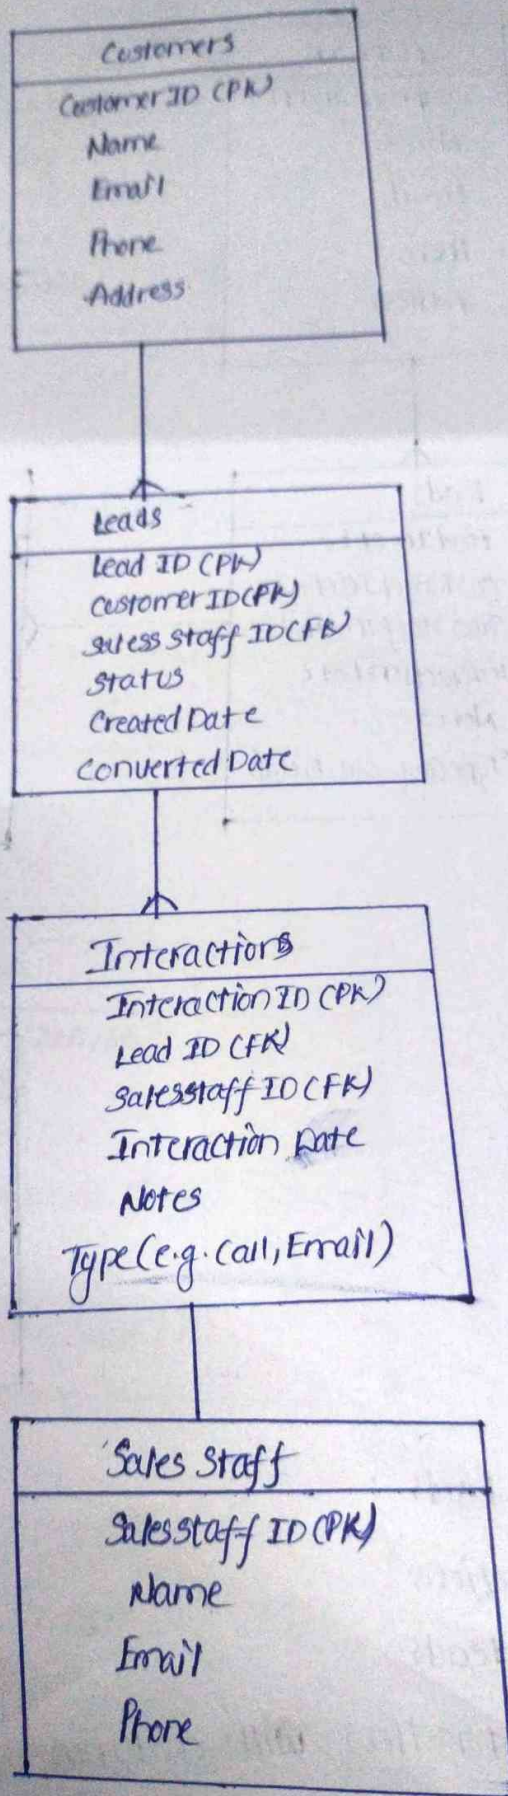 Customers
Customer ID (PK)
Name
Email
Phone
Address
Leads
Lead ID (PK)
Customer ID (PK)
Saless Staff ID (FK)
Status
Created Date
Converted Date
Interactions
Interaction ID (PK)
Lead ID (FK)
Salesstaff ID (FK)
Interaction Date
Notes
Type (e.g. Call, Email)
Sales Staff
Salesstaff ID (PK)
Name
Email
Phone